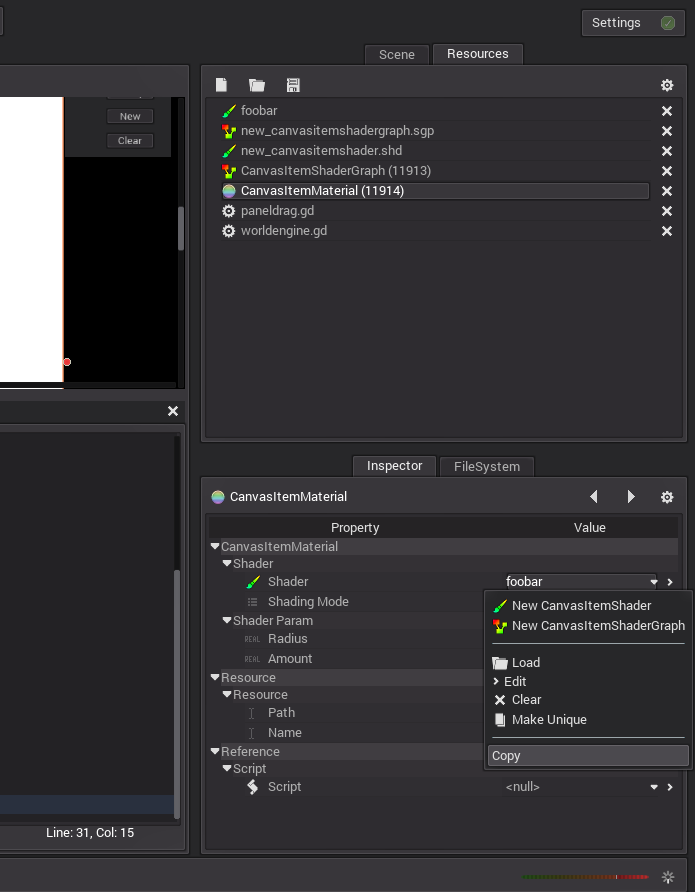 Settings
Scene Resources
New
Clear
foobar
new_canvasitemshadergraph.sgp
new_canvasitemshader.shd
CanvasItemShaderGraph (11913)
CanvasItemMaterial (11914)
paneldrag.gd
worldengine.gd
Inspector FileSystem
CanvasItemMaterial
Property Value
CanvasItemMaterial
Shader
Shader foobar
Shading Mode
Shader Param
REAL Radius
REAL Amount
Resource
Resource
Path
Name
Reference
Script
Script <null>
New CanvasItemShader
New CanvasItemShaderGraph
Load
Edit
Clear
Make Unique
Copy
Line: 31, Col: 15